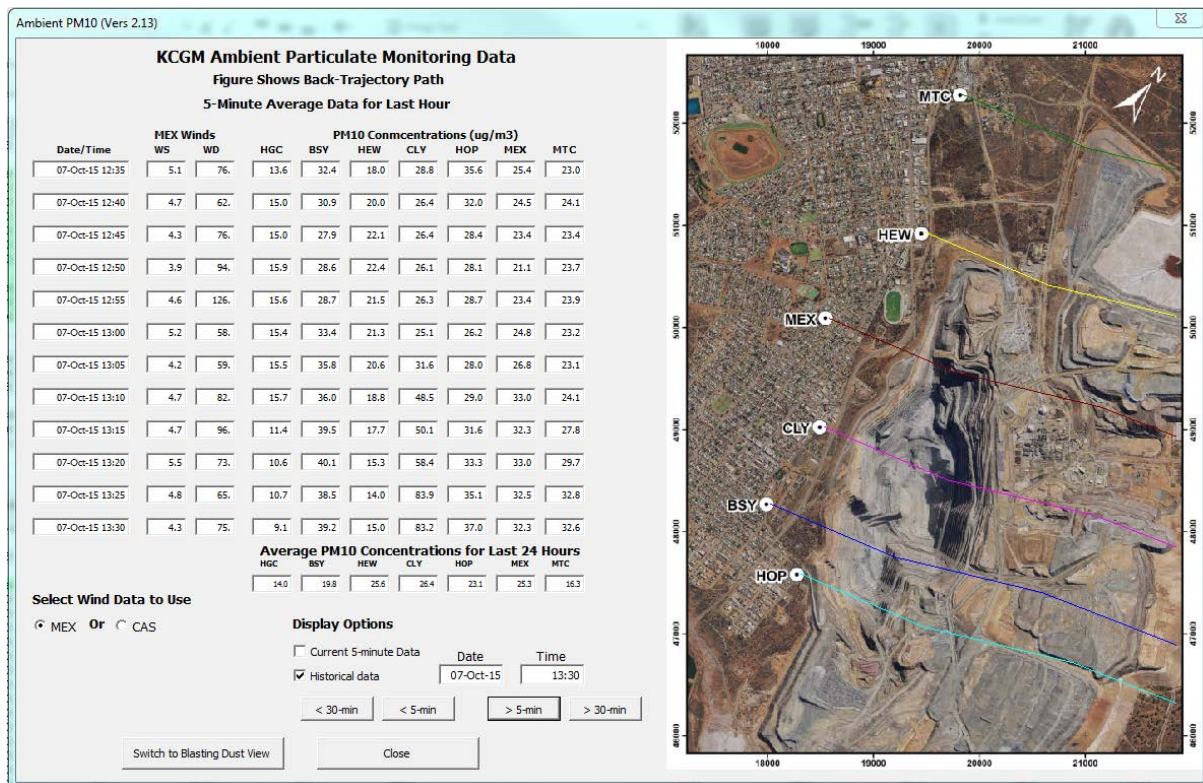 Ambient PM10 (Vers 2.13)
KCGM Ambient Particulate Monitoring Data
Figure Shows Back-Trajectory Path
5-Minute Average Data for Last Hour
MEX Winds PM10 Conmcentrations (ug/m3)
Date/Time WS WD HGC BSY HEW CLY HOP MEX MTC
07-Oct-15 12:35 5.1 76. 13.6 32.4 18.0 28.8 35.6 25.4 23.0
07-Oct-15 12:40 4.7 62. 15.0 30.9 20.0 26.4 32.0 24.5 24.1
07-Oct-15 12:45 4.3 76. 15.0 27.9 22.1 26.4 28.4 23.4 23.4
07-Oct-15 12:50 3.9 94. 15.9 28.6 22.4 26.1 28.1 21.1 23.7
07-Oct-15 12:55 4.6 126. 15.6 28.7 21.5 26.3 28.7 23.4 23.9
07-Oct-15 13:00 5.2 58. 15.4 33.4 21.3 25.1 26.2 24.8 23.2
07-Oct-15 13:05 4.2 59. 15.5 35.8 20.6 31.6 28.0 26.8 23.1
07-Oct-15 13:10 4.7 82. 15.7 36.0 18.8 48.5 29.0 33.0 24.1
07-Oct-15 13:15 4.7 96. 11.4 39.5 17.7 50.1 31.6 32.3 27.8
07-Oct-15 13:20 5.5 73. 10.6 40.1 15.3 58.4 33.3 33.0 29.7
07-Oct-15 13:25 4.8 65. 10.7 38.5 14.0 83.9 35.1 32.5 32.8
07-Oct-15 13:30 4.3 75. 9.1 39.2 15.0 83.2 37.0 32.3 32.6
Average PM10 Concentrations for Last 24 Hours
HGC BSY HEW CLY HOP MEX MTC
14.0 19.8 25.6 26.4 23.1 25.3 16.3
Select Wind Data to Use
MEX Or CAS
Display Options
Current 5-minute Data
Historical data
Date Time
07-Oct-15 13:30
< 30-min < 5-min > 5-min > 30-min
Switch to Blasting Dust View Close
18000 19000 20000 21000
N
MTC
52000 52000
51000 51000
HEW
MEX
50000 50000
CLY
49000 49000
BSY
48000 48000
HOP
47000 47000
46000 46000
18000 19000 20000 21000